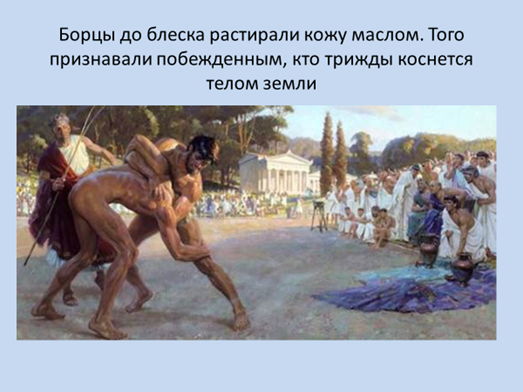 Борцы до блеска растирали кожу маслом. Того
признавали побежденным, кто трижды коснется
телом земли